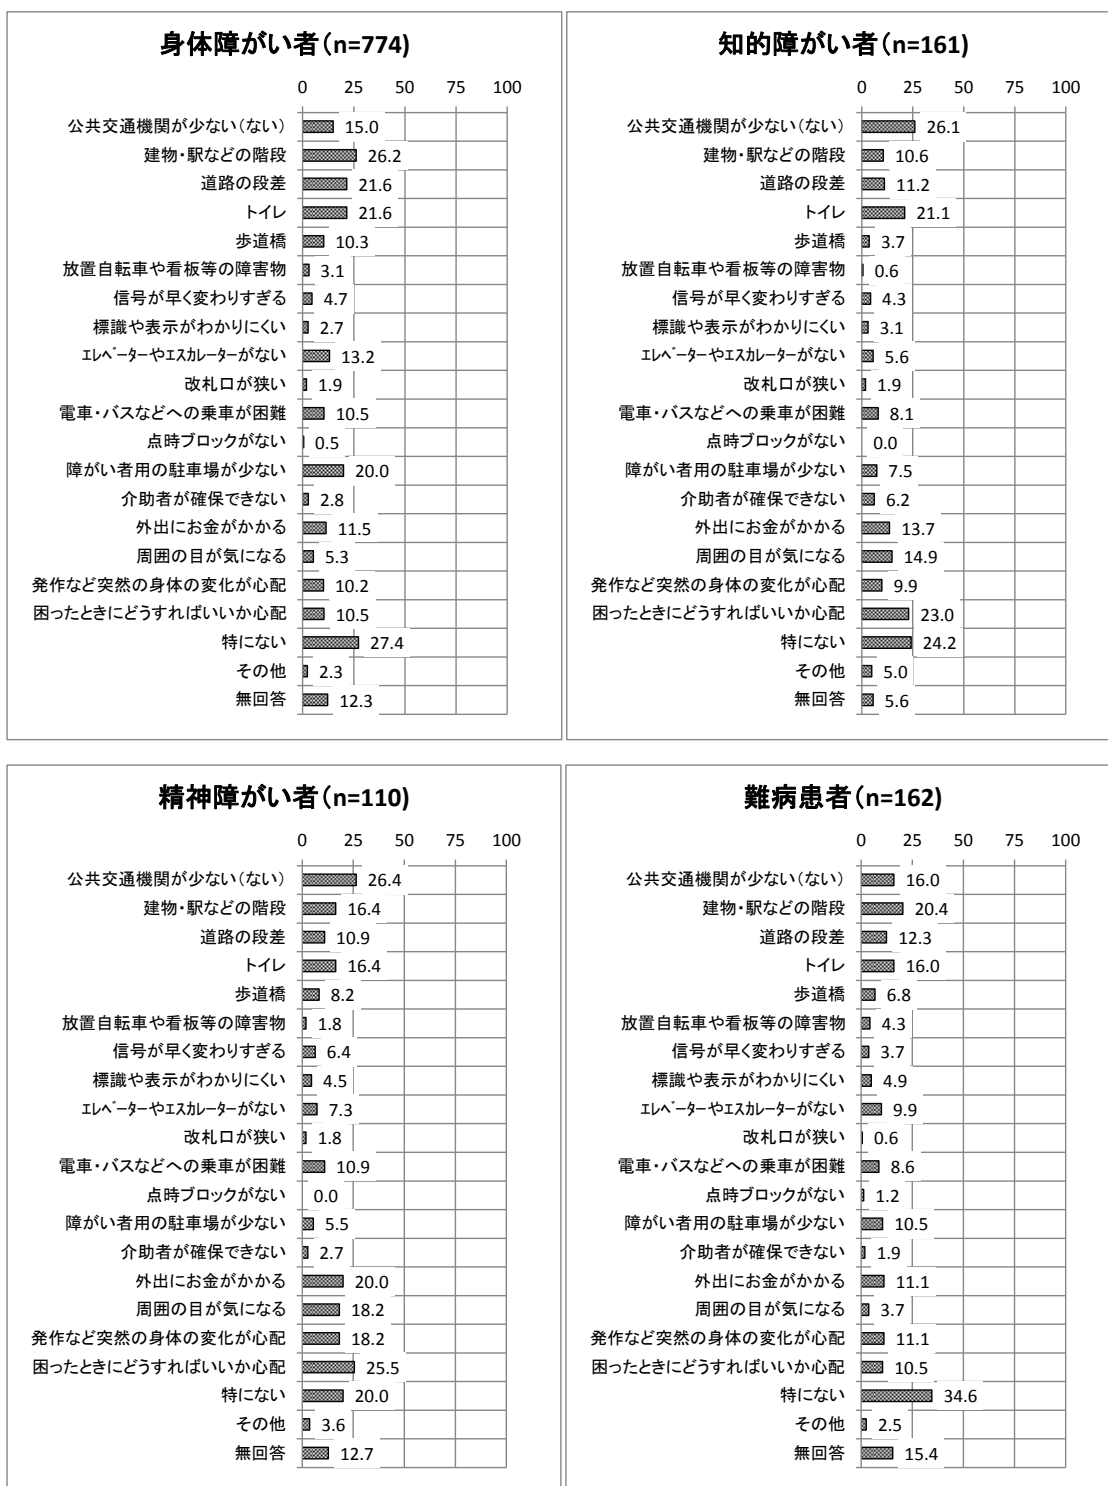 身体障がい者(n=774)
0 25 50 75 100
公共交通機関が少ない(ない) 15.0
建物・駅などの階段 26.2
道路の段差 21.6
トイレ 21.6
歩道橋 10.3
放置自転車や看板等の障害物 3.1
信号が早く変わりすぎる 4.7
標識や表示がわかりにくい 2.7
ｴﾚﾍﾞｰﾀｰやｴｽｶﾚｰﾀｰがない 13.2
改札口が狭い 1.9
電車・バスなどへの乗車が困難 10.5
点時ブロックがない 0.5
障がい者用の駐車場が少ない 20.0
介助者が確保できない 2.8
外出にお金がかかる 11.5
周囲の目が気になる 5.3
発作など突然の身体の変化が心配 10.2
困ったときにどうすればいいか心配 10.5
特にない 27.4
その他 2.3
無回答 12.3
知的障がい者(n=161)
0 25 50 75 100
公共交通機関が少ない(ない) 26.1
建物・駅などの階段 10.6
道路の段差 11.2
トイレ 21.1
歩道橋 3.7
放置自転車や看板等の障害物 0.6
信号が早く変わりすぎる 4.3
標識や表示がわかりにくい 3.1
ｴﾚﾍﾞｰﾀｰやｴｽｶﾚｰﾀｰがない 5.6
改札口が狭い 1.9
電車・バスなどへの乗車が困難 8.1
点時ブロックがない 0.0
障がい者用の駐車場が少ない 7.5
介助者が確保できない 6.2
外出にお金がかかる 13.7
周囲の目が気になる 14.9
発作など突然の身体の変化が心配 9.9
困ったときにどうすればいいか心配 23.0
特にない 24.2
その他 5.0
無回答 5.6
精神障がい者(n=110)
0 25 50 75 100
公共交通機関が少ない(ない) 26.4
建物・駅などの階段 16.4
道路の段差 10.9
トイレ 16.4
歩道橋 8.2
放置自転車や看板等の障害物 1.8
信号が早く変わりすぎる 6.4
標識や表示がわかりにくい 4.5
ｴﾚﾍﾞｰﾀｰやｴｽｶﾚｰﾀｰがない 7.3
改札口が狭い 1.8
電車・バスなどへの乗車が困難 10.9
点時ブロックがない 0.0
障がい者用の駐車場が少ない 5.5
介助者が確保できない 2.7
外出にお金がかかる 20.0
周囲の目が気になる 18.2
発作など突然の身体の変化が心配 18.2
困ったときにどうすればいいか心配 25.5
特にない 20.0
その他 3.6
無回答 12.7
難病患者(n=162)
0 25 50 75 100
公共交通機関が少ない(ない) 16.0
建物・駅などの階段 20.4
道路の段差 12.3
トイレ 16.0
歩道橋 6.8
放置自転車や看板等の障害物 4.3
信号が早く変わりすぎる 3.7
標識や表示がわかりにくい 4.9
ｴﾚﾍﾞｰﾀｰやｴｽｶﾚｰﾀｰがない 9.9
改札口が狭い 0.6
電車・バスなどへの乗車が困難 8.6
点時ブロックがない 1.2
障がい者用の駐車場が少ない 10.5
介助者が確保できない 1.9
外出にお金がかかる 11.1
周囲の目が気になる 3.7
発作など突然の身体の変化が心配 11.1
困ったときにどうすればいいか心配 10.5
特にない 34.6
その他 2.5
無回答 15.4